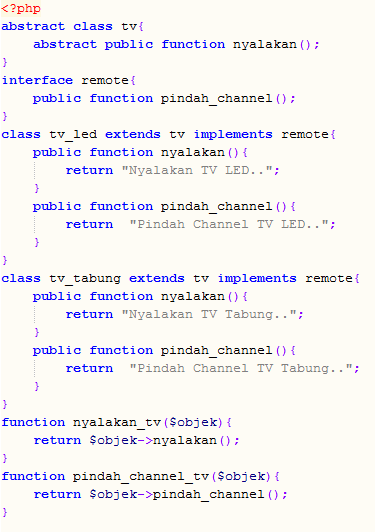 <?php
abstract class tv{
    abstract public function nyalakan();
}
interface remote{
    public function pindah_channel();
}
class tv_led extends tv implements remote{
    public function nyalakan(){
        return "Nyalakan TV LED..";
    }
    public function pindah_channel(){
        return  "Pindah Channel TV LED..";
    }
}
class tv_tabung extends tv implements remote{
    public function nyalakan(){
        return "Nyalakan TV Tabung..";
    }
    public function pindah_channel(){
        return  "Pindah Channel TV Tabung..";
    }
}
function nyalakan_tv($objek){
    return $objek->nyalakan();
}
function pindah_channel_tv($objek){
    return $objek->pindah_channel();
}